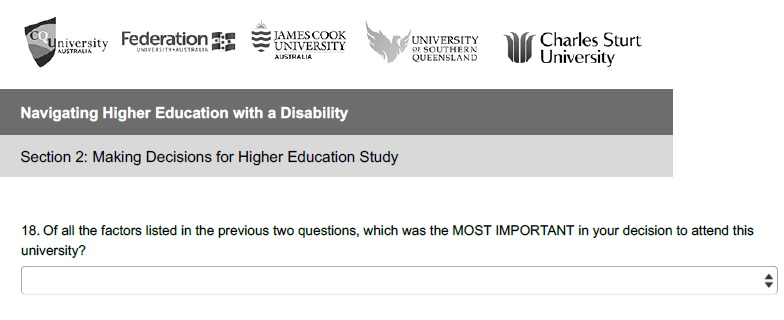 CQUniversity
AUSTRALIA
Federation
UNIVERSITY•AUSTRALIA
JAMES COOK
UNIVERSITY
AUSTRALIA
UNIVERSITY
OF SOUTHERN
QUEENSLAND
Charles Sturt
University
Navigating Higher Education with a Disability
Section 2: Making Decisions for Higher Education Study
18. Of all the factors listed in the previous two questions, which was the MOST IMPORTANT in your decision to attend this
university?